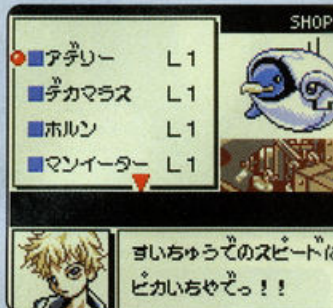 SHOP
アデリー L1
デカマラス L1
ホルン L1
マンイーター L1
すいちゅうでのスピードに
ピカいちやでっ！！